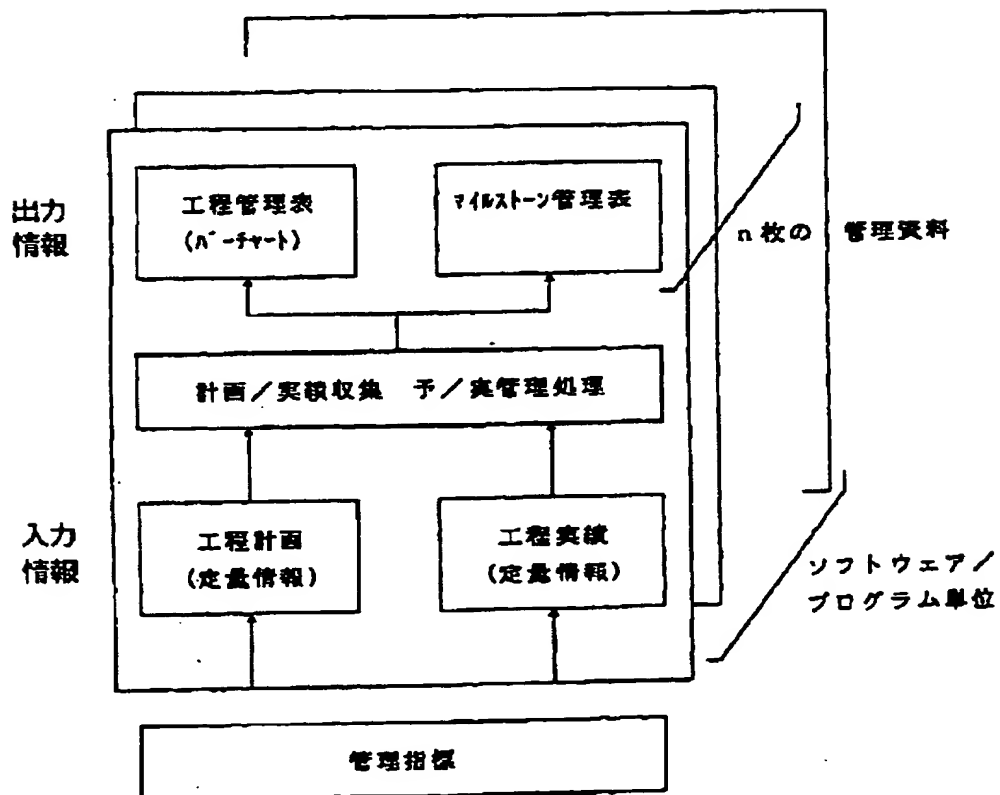 出力
情報
工程管理表
(バーチャート)
マイルストーン管理表
n枚の 管理資料
計画／実績収集 予／実管理処理
入力
情報
工程計画
(定量情報)
工程実績
(定量情報)
ソフトウェア／
プログラム単位
管理指標